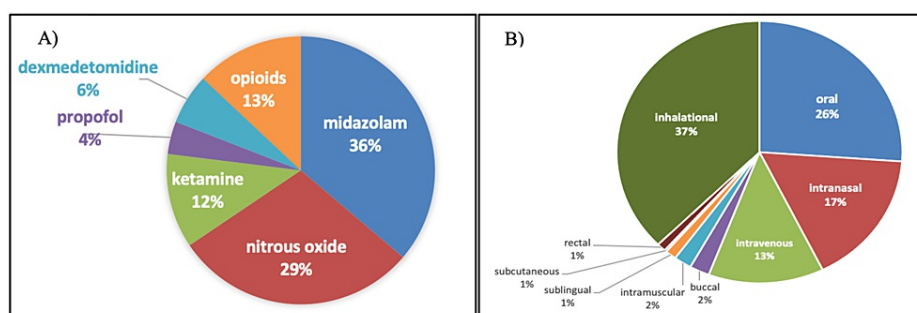 A)
opioids
13%
dexmedetomidine
6%
propofol
4%
midazolam
36%
ketamine
12%
nitrous oxide
29%
B)
inhalational
37%
oral
26%
intranasal
17%
intravenous
13%
rectal
1%
subcutaneous
1%
sublingual
1%
intramuscular
2%
buccal
2%